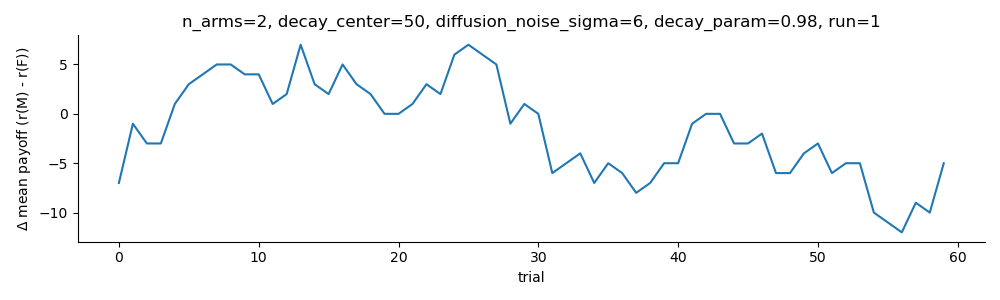 n_arms=2, decay_center=50, diffusion_noise_sigma=6, decay_param=0.98, run=1
Δ mean payoff (r(M) - r(F))
5
0
−5
−10
0 10 20 30 40 50 60
trial